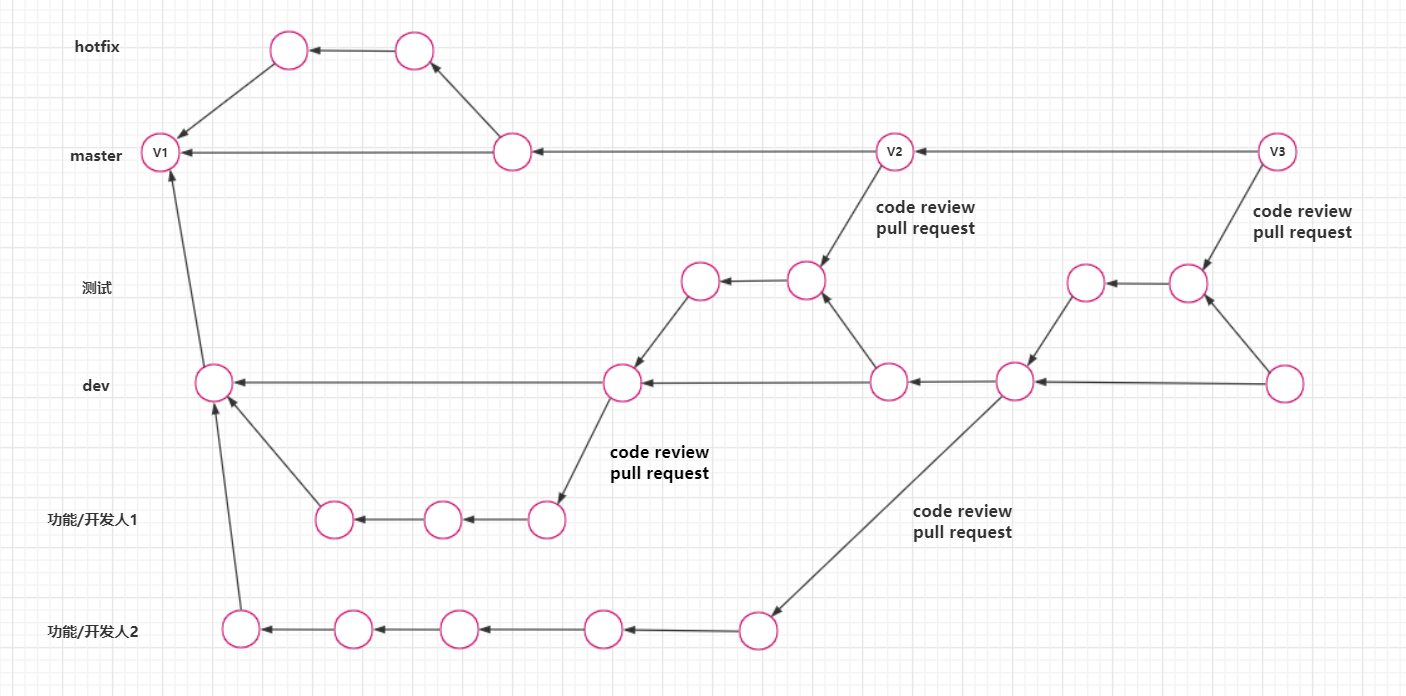 hotfix
master
V1
V2
V3
code review
pull request
code review
pull request
测试
dev
code review
pull request
功能/开发人1
code review
pull request
功能/开发人2